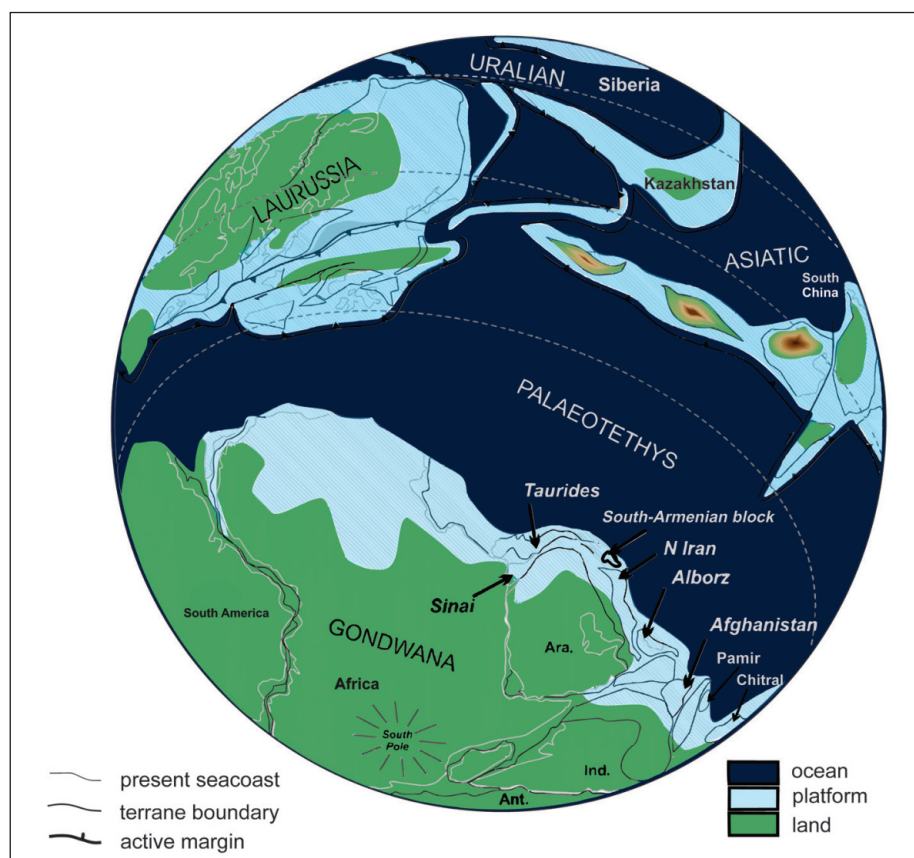 URALIAN
Siberia
LAURUSSIA
Kazakhstan
ASIATIC
South
China
PALAEOTETHYS
Taurides
South-Armenian block
N Iran
Alborz
Sinai
Afghanistan
South America
GONDWANA
Ara.
Pamir
Africa
Chitral
South
Pole
Ind.
Ant.
present seacoast
terrane boundary
active margin
ocean
platform
land